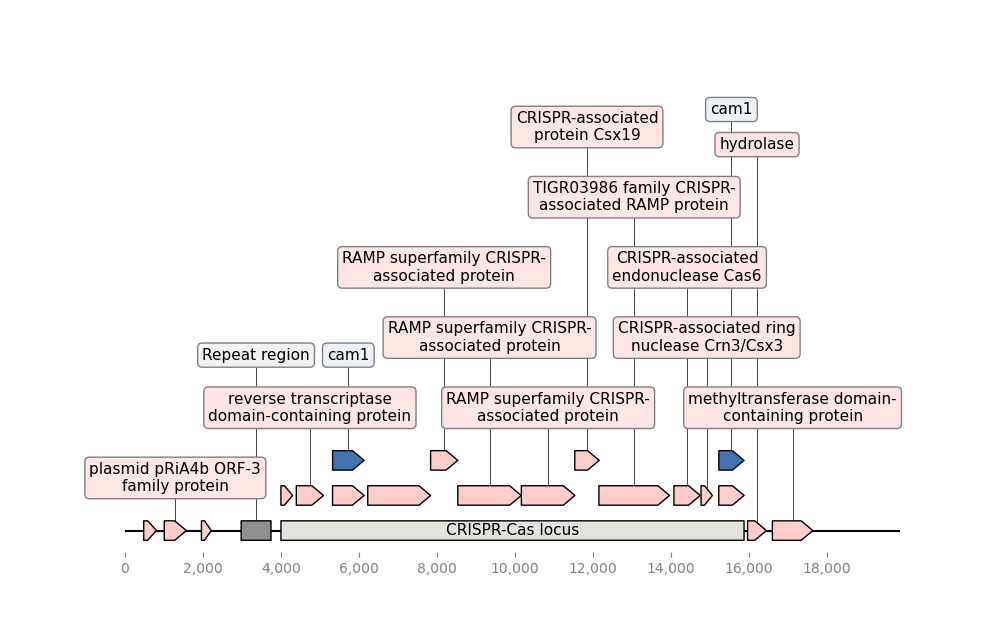 cam1
CRISPR-associated
protein Csx19
hydrolase
TIGR03986 family CRISPR-
associated RAMP protein
RAMP superfamily CRISPR-
associated protein
CRISPR-associated
endonuclease Cas6
RAMP superfamily CRISPR-
associated protein
CRISPR-associated ring
nuclease Crn3/Csx3
Repeat region
cam1
reverse transcriptase
domain-containing protein
RAMP superfamily CRISPR-
associated protein
methyltransferase domain-
containing protein
plasmid pRiA4b ORF-3
family protein
CRISPR-Cas locus
0
2,000
4,000
6,000
8,000
10,000
12,000
14,000
16,000
18,000